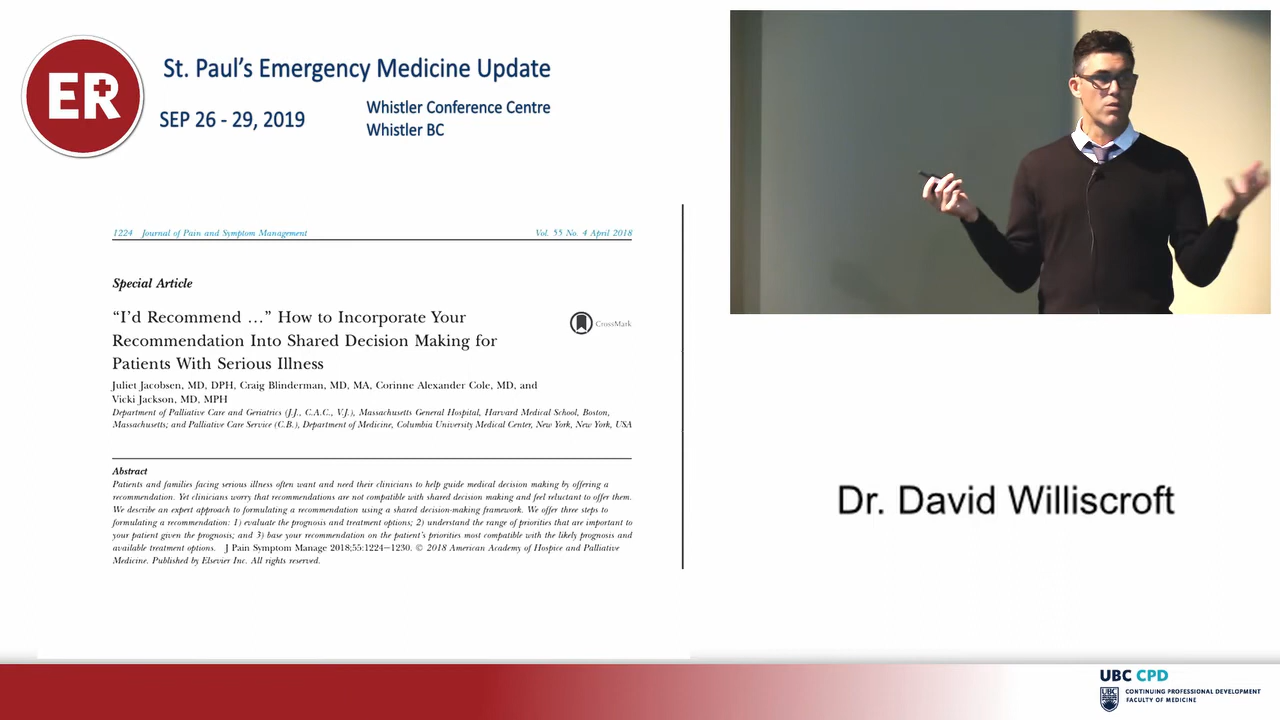 ER
St. Paul's Emergency Medicine Update
SEP 26 - 29, 2019
Whistler Conference Centre
Whistler BC
1224 Journal of Pain and Symptom Management Vol. 55 No. 4 April 2018
Special Article
“I’d Recommend …” How to Incorporate Your
Recommendation Into Shared Decision Making for
Patients With Serious Illness
CrossMark
Juliet Jacobsen, MD, DPH, Craig Blinderman, MD, MA, Corinne Alexander Cole, MD, and
Vicki Jackson, MD, MPH
Department of Palliative Care and Geriatrics (J.J., C.A.C., V.J.), Massachusetts General Hospital, Harvard Medical School, Boston,
Massachusetts; and Palliative Care Service (C.B.), Department of Medicine, Columbia University Medical Center, New York, New York, USA
Abstract
Patients and families facing serious illness often want and need their clinicians to help guide medical decision making by offering a
recommendation. Yet clinicians worry that recommendations are not compatible with shared decision making and feel reluctant to offer them.
We describe an expert approach to formulating a recommendation using a shared decision-making framework. We offer three steps to
formulating a recommendation: 1) evaluate the prognosis and treatment options; 2) understand the range of priorities that are important to
your patient given the prognosis; and 3) base your recommendation on the patient’s priorities most compatible with the likely prognosis and
available treatment options. J Pain Symptom Manage 2018;55:1224–1230. © 2018 American Academy of Hospice and Palliative
Medicine. Published by Elsevier Inc. All rights reserved.
Dr. David Williscroft
UBC CPD
CONTINUING PROFESSIONAL DEVELOPMENT
FACULTY OF MEDICINE